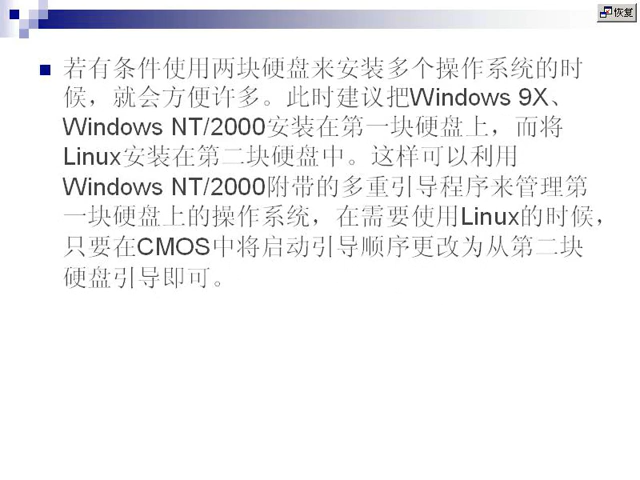 恢复
若有条件使用两块硬盘来安装多个操作系统的时
候，就会方便许多。此时建议把Windows 9X、
Windows NT/2000安装在第一块硬盘上，而将
Linux安装在第二块硬盘中。这样可以利用
Windows NT/2000附带的多重引导程序来管理第
一块硬盘上的操作系统，在需要使用Linux的时候，
只要在CMOS中将启动引导顺序更改为从第二块
硬盘引导即可。